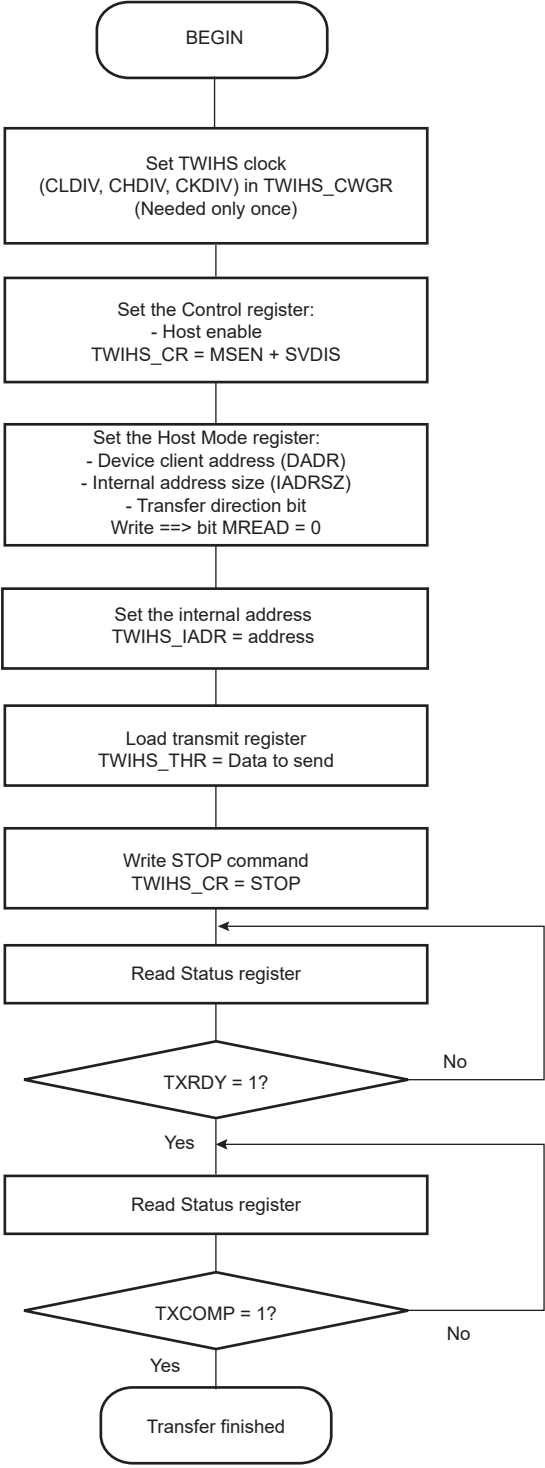 BEGIN
Set TWIHS clock
(CLDIV, CHDIV, CKDIV) in TWIHS_CWGR
(Needed only once)
Set the Control register:
- Host enable
TWIHS_CR = MSEN + SVDIS
Set the Host Mode register:
- Device client address (DADR)
- Internal address size (IADRSZ)
- Transfer direction bit
Write ==> bit MREAD = 0
Set the internal address
TWIHS_IADR = address
Load transmit register
TWIHS_THR = Data to send
Write STOP command
TWIHS_CR = STOP
Read Status register
TXRDY = 1?
No
Yes
Read Status register
TXCOMP = 1?
No
Yes
Transfer finished